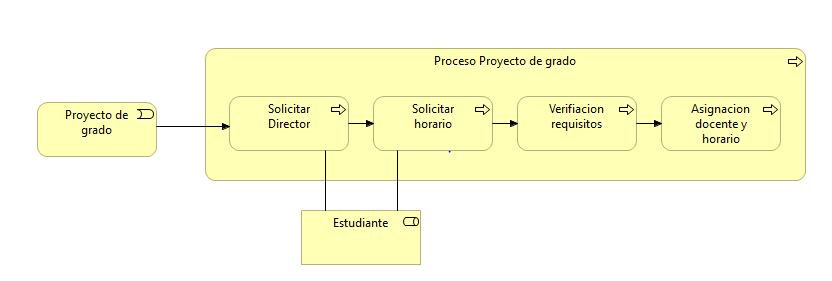 Proceso Proyecto de grado
Proyecto de
grado
Solicitar
Director
Solicitar
horario
Verifiacion
requisitos
Asignacion
docente y
horario
Estudiante